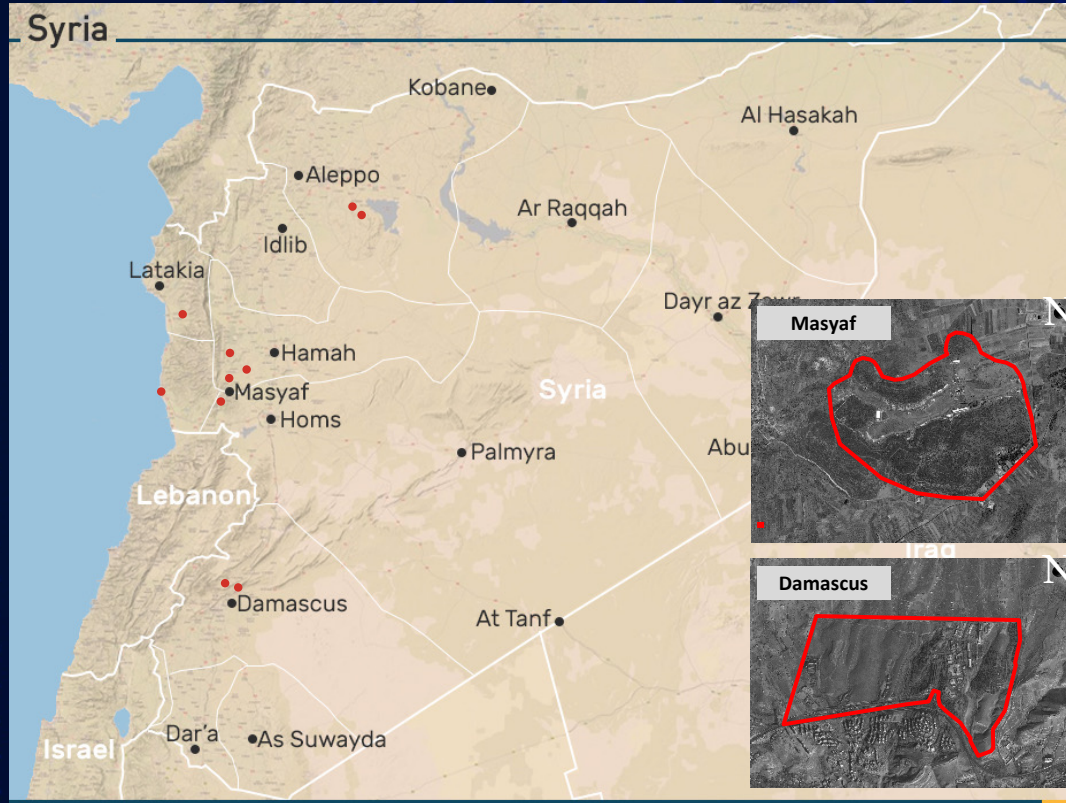 Syria
Kobane
Al Hasakah
Aleppo
Ar Raqqah
Idlib
Latakia
Dayr az Zawr
Masyaf
N
Hamah
Masyaf
Syria
Homs
Palmyra
Abu
Lebanon
Iraq
N
Damascus
Damascus
At Tanf
Dar'a
As Suwayda
Israel